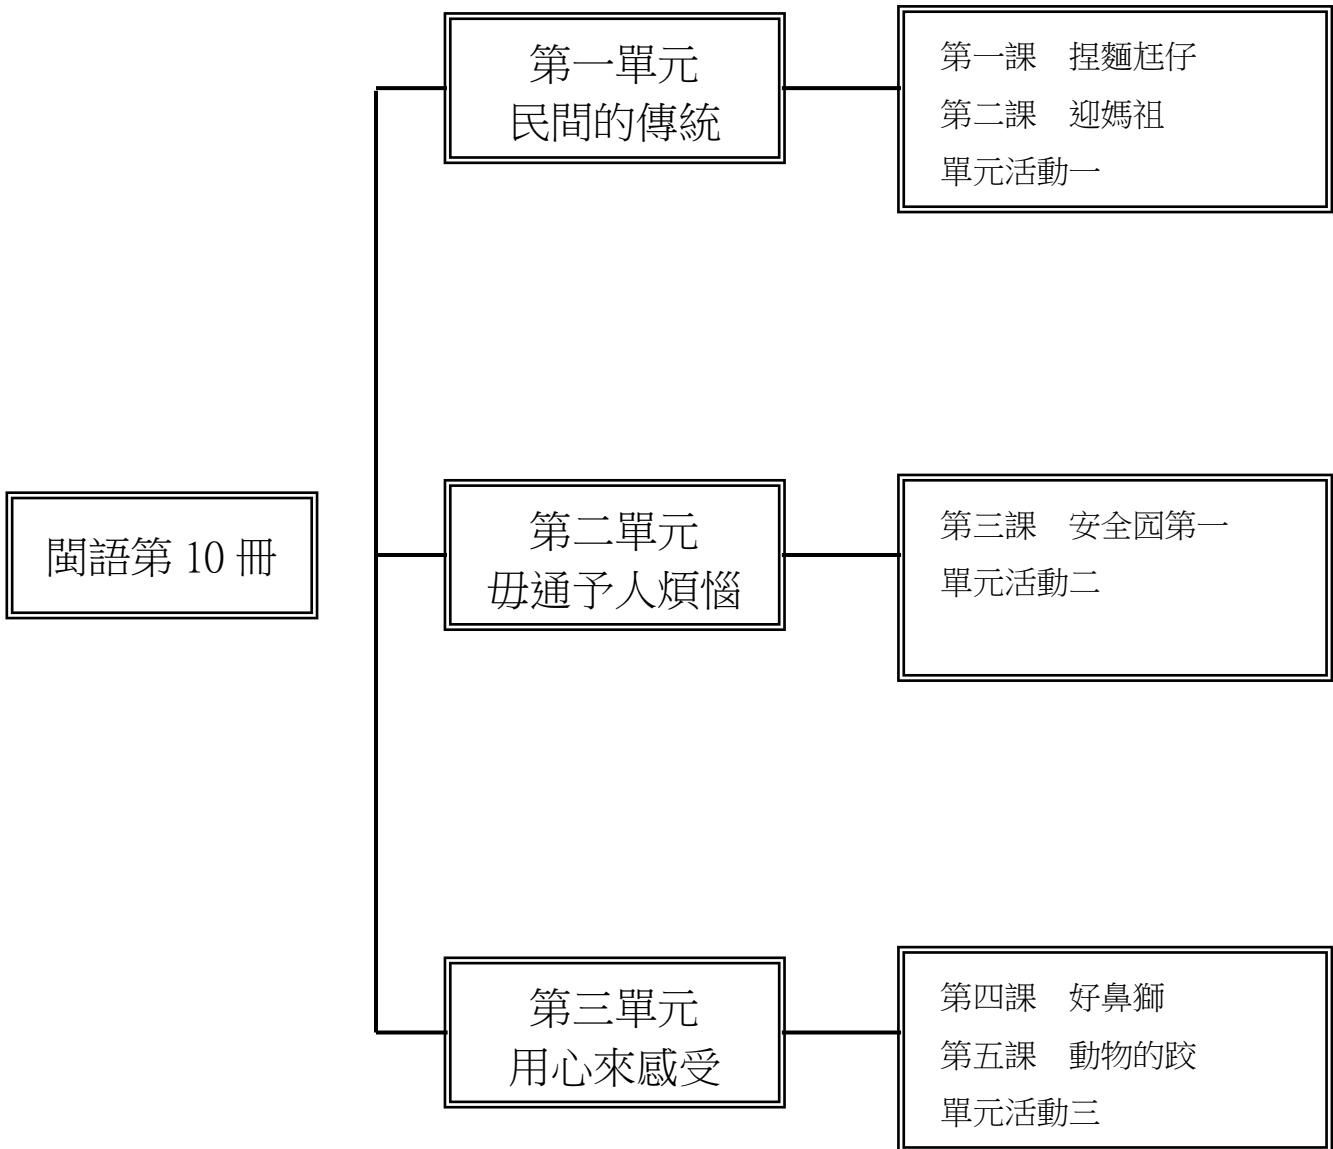 閩語第 10 冊
第一單元
民間的傳統
第一課　捏麵尪仔
第二課　迎媽祖
單元活動一
第二單元
毋通予人煩惱
第三課　安全囥第一
單元活動二
第三單元
用心來感受
第四課　好鼻獅
第五課　動物的跤
單元活動三